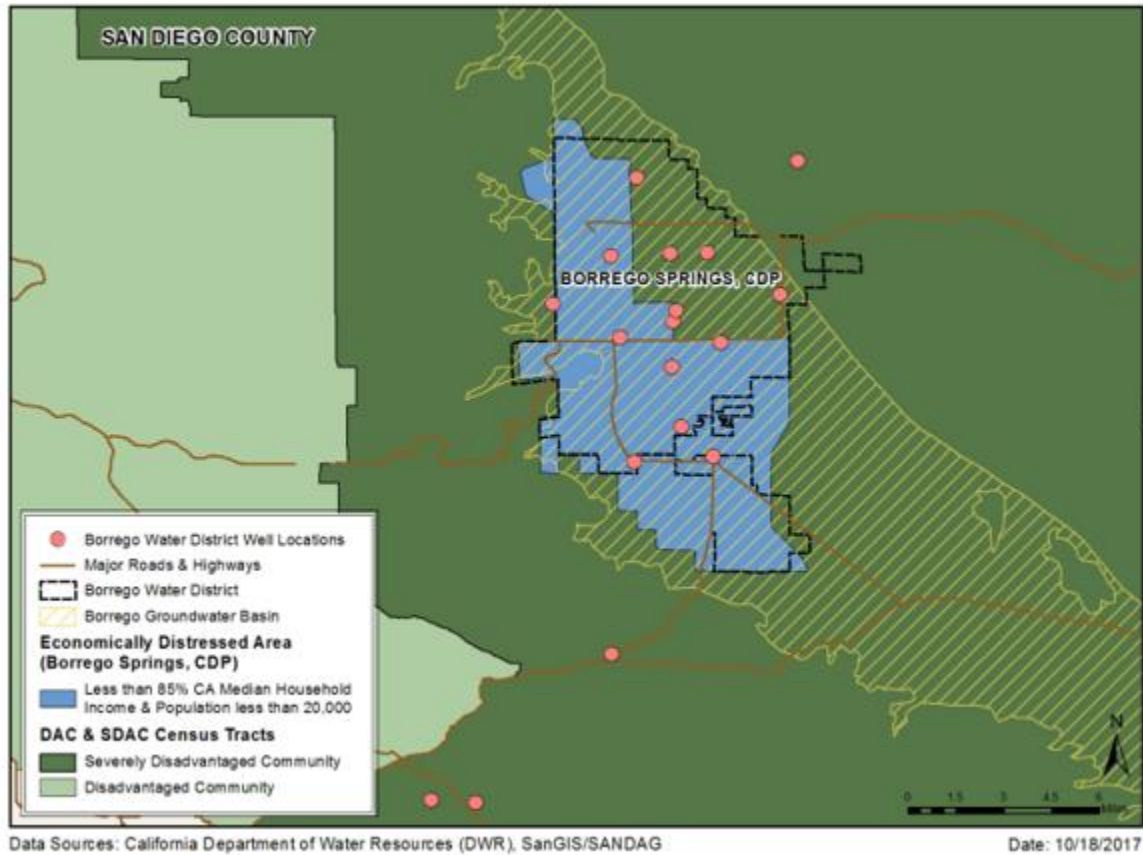 SAN DIEGO COUNTY
BORREGO SPRINGS, CDP
Borrego Water District Well Locations
Major Roads & Highways
Borrego Water District
Borrego Groundwater Basin
Economically Distressed Area
(Borrego Springs, CDP)
Less than 85% CA Median Household
Income & Population less than 20,000
DAC & SDAC Census Tracts
Severely Disadvantaged Community
Disadvantaged Community
N
0 1.5 3 4.5 6
Miles
Data Sources: California Department of Water Resources (DWR), SanGIS/SANDAG
Date: 10/18/2017